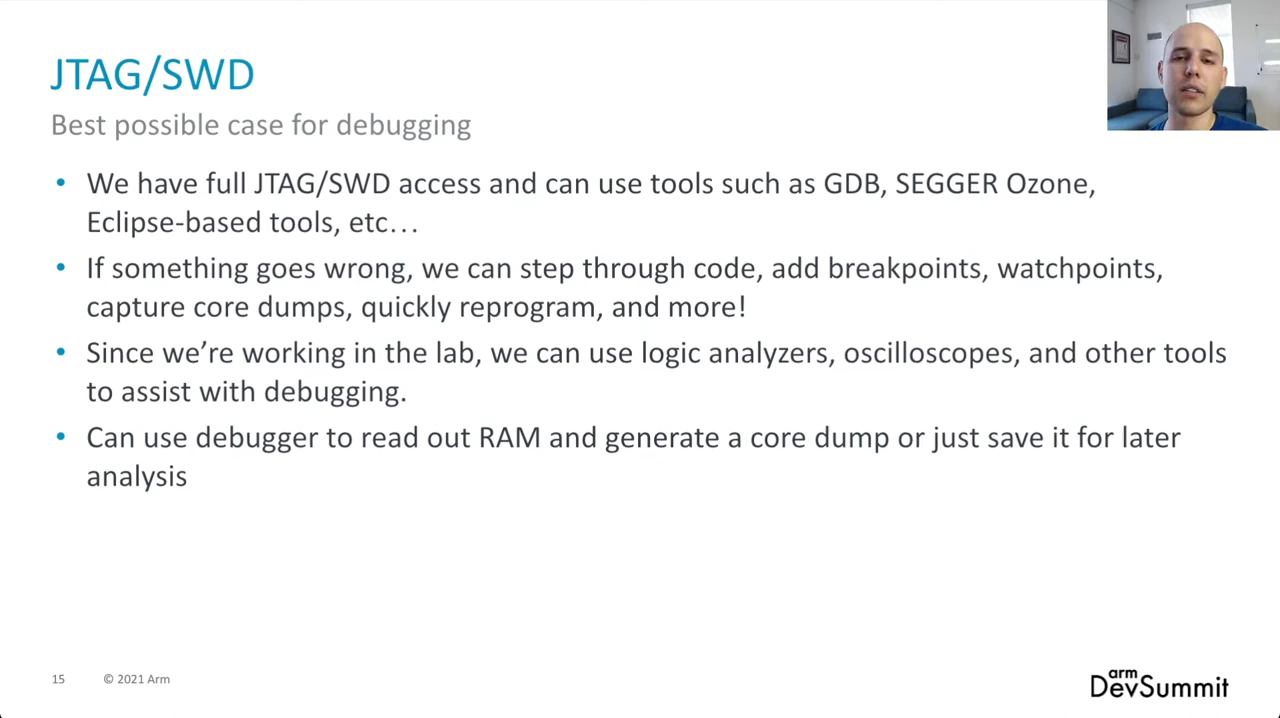 JTAG/SWD
Best possible case for debugging
• We have full JTAG/SWD access and can use tools such as GDB, SEGGER Ozone,
Eclipse-based tools, etc…
• If something goes wrong, we can step through code, add breakpoints, watchpoints,
capture core dumps, quickly reprogram, and more!
• Since we’re working in the lab, we can use logic analyzers, oscilloscopes, and other tools
to assist with debugging.
• Can use debugger to read out RAM and generate a core dump or just save it for later
analysis
15 © 2021 Arm
arm
DevSummit